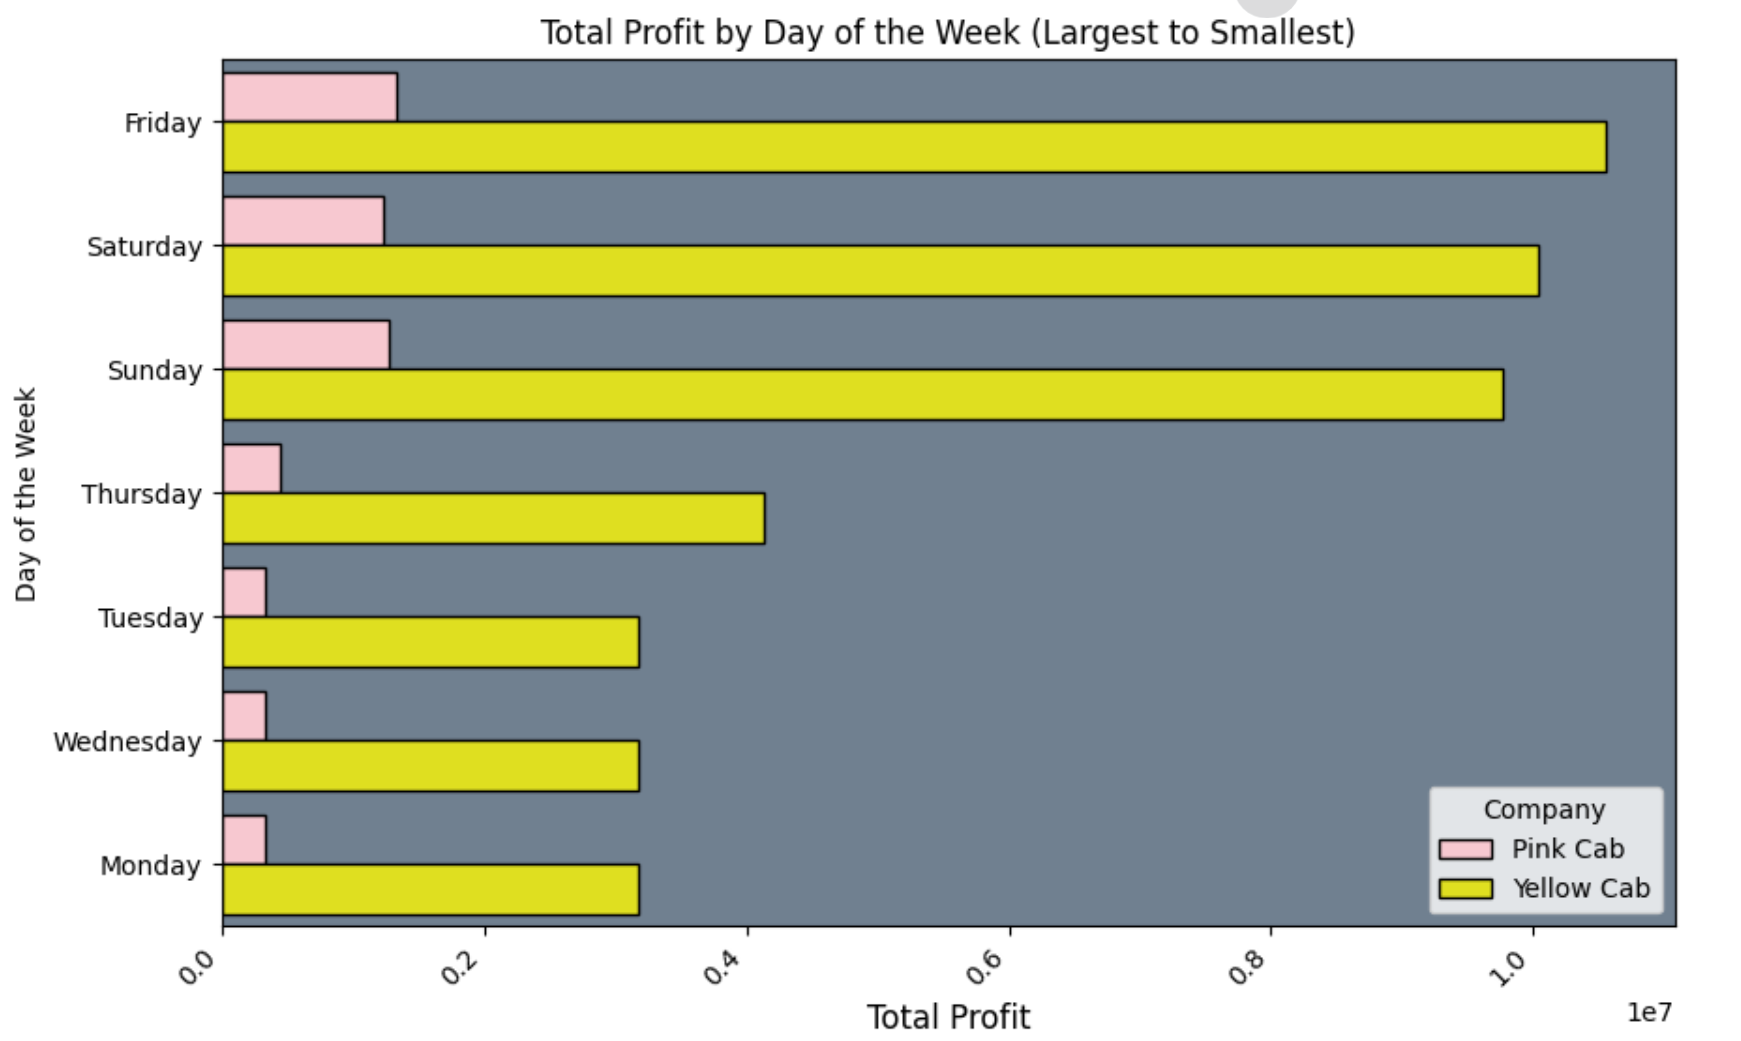 Total Profit by Day of the Week (Largest to Smallest)
Day of the Week
Friday
Saturday
Sunday
Thursday
Tuesday
Wednesday
Monday
Company
Pink Cab
Yellow Cab
0.0
0.2
0.4
0.6
0.8
1.0
1e7
Total Profit